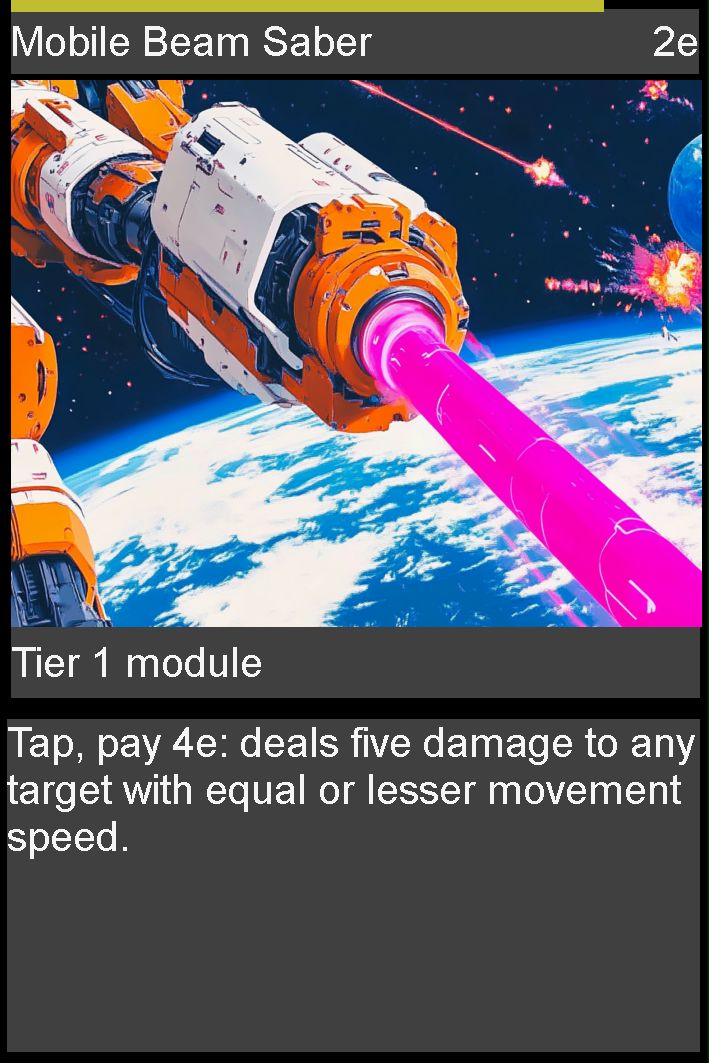 Mobile Beam Saber 2e
Tier 1 module
Tap, pay 4e: deals five damage to any
target with equal or lesser movement
speed.